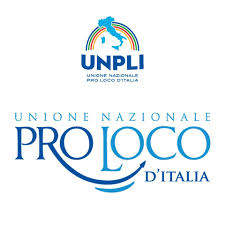 UNPLI
UNIONE NAZIONALE
PRO LOCO D'ITALIA
UNIONE NAZIONALE
PRO LOCO
D'ITALIA